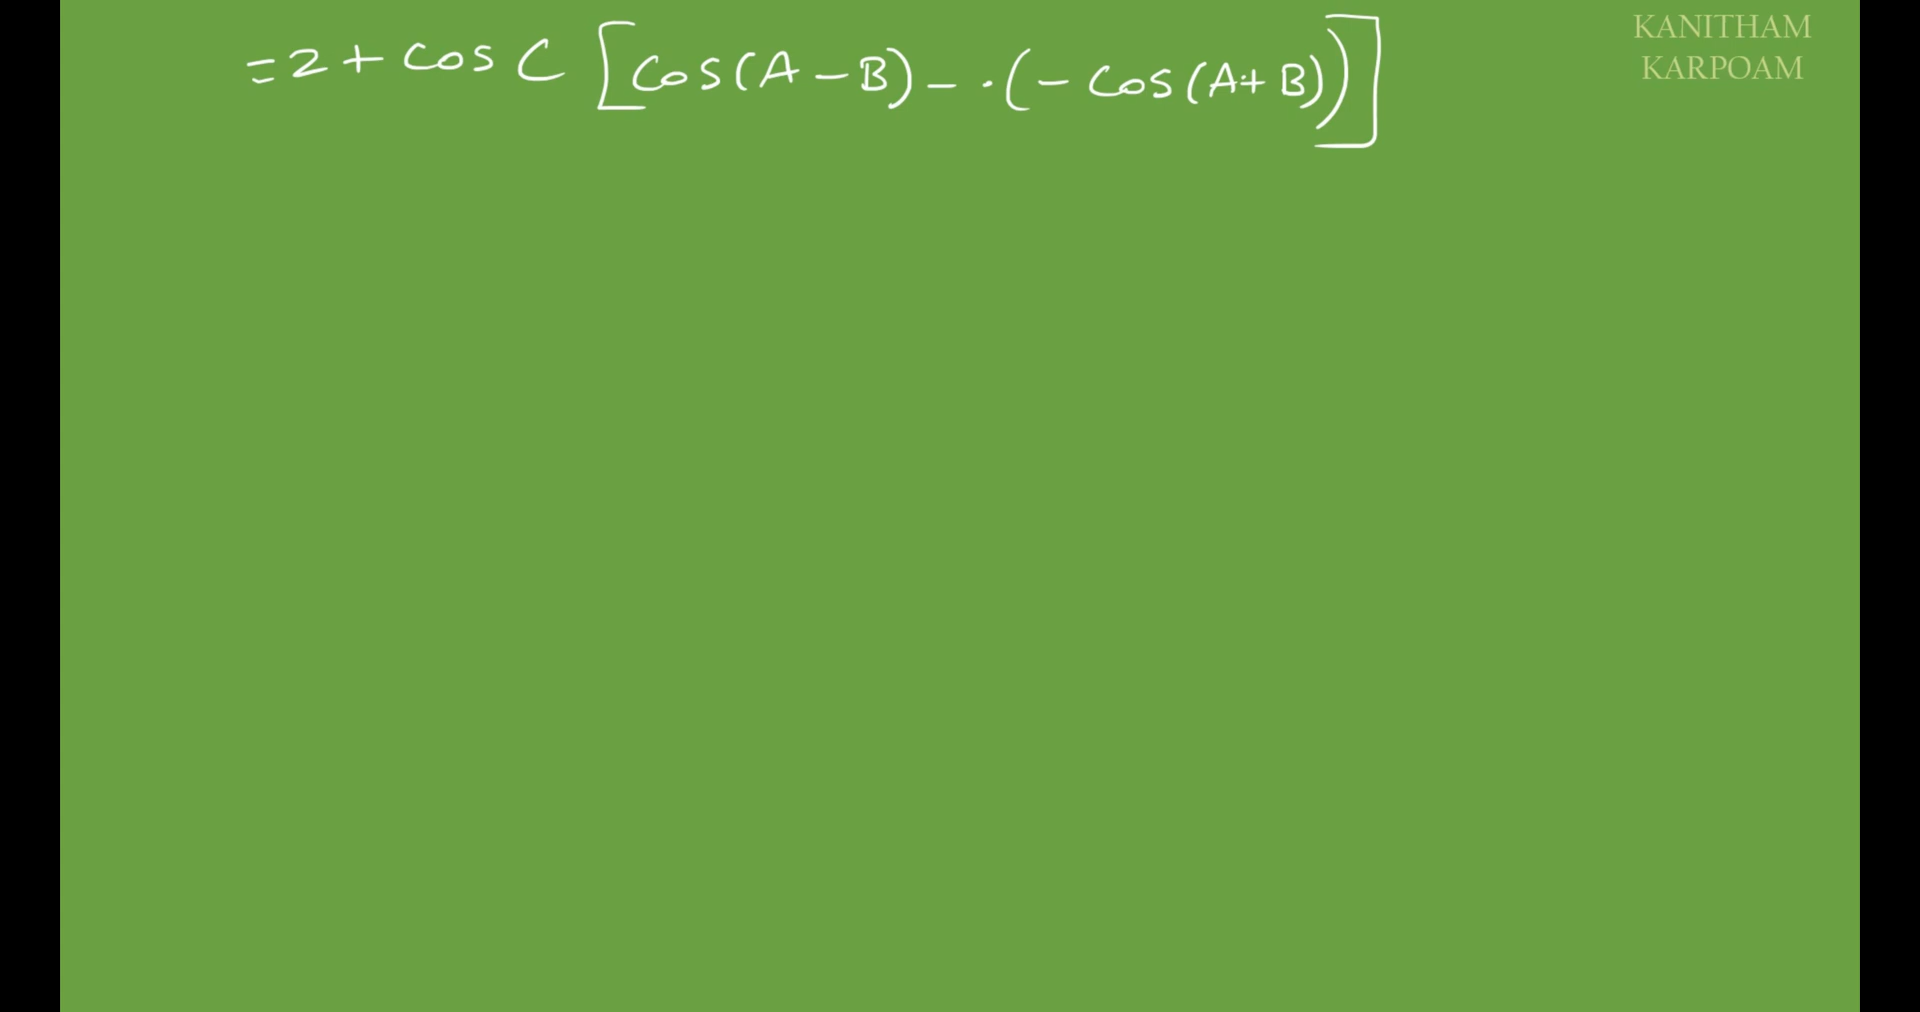 = 2 + cos C [cos(A - B) - .(- cos(A + B))]
KANITHAM
KARPOAM